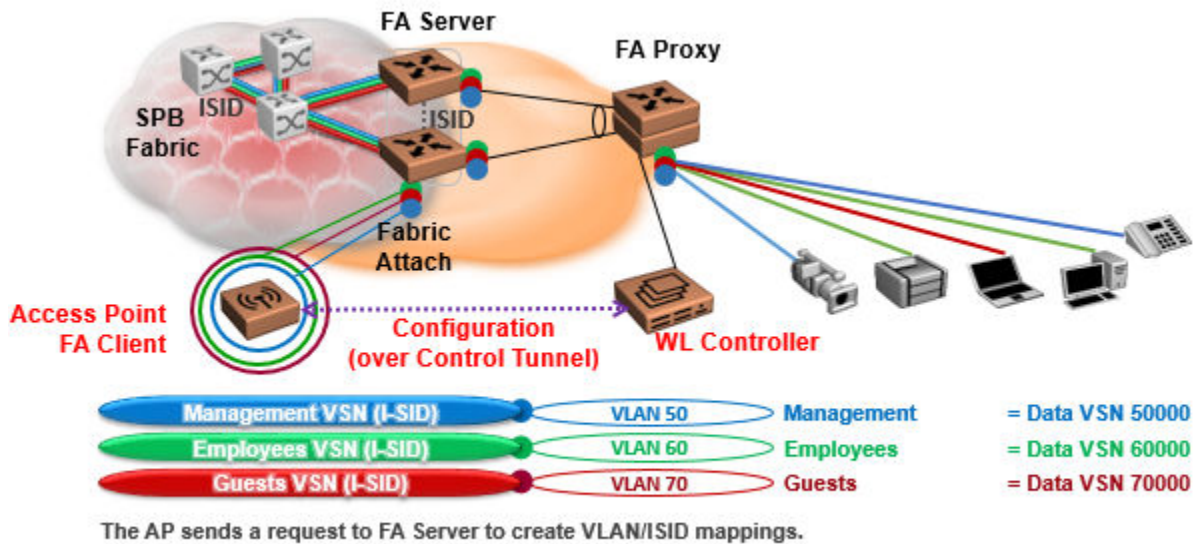 FA Server
FA Proxy
ISID
SPB
Fabric
ISID
Fabric
Attach
Access Point
FA Client
Configuration
(over Control Tunnel)
WL Controller
Management VSN (I-SID) VLAN 50 Management = Data VSN 50000
Employees VSN (I-SID) VLAN 60 Employees = Data VSN 60000
Guests VSN (I-SID) VLAN 70 Guests = Data VSN 70000
The AP sends a request to FA Server to create VLAN/ISID mappings.